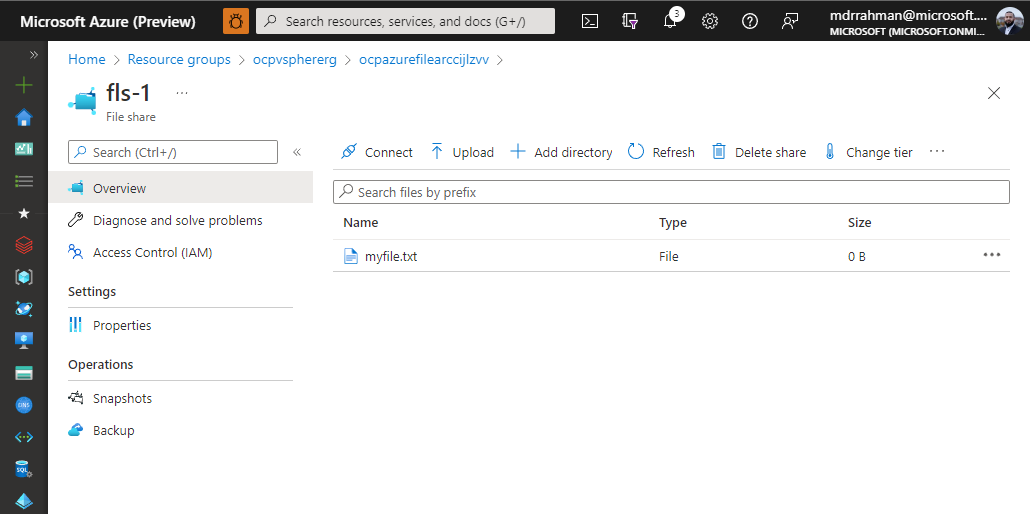 Microsoft Azure (Preview)
Search resources, services, and docs (G+/)
3
mdrrahman@microsoft....
MICROSOFT (MICROSOFT.ONMI...
Home > Resource groups > ocpvsphererg > ocpazurefilearccijlzvv >
fls-1 ...
File share
Search (Ctrl+/)
Connect Upload Add directory Refresh Delete share Change tier ...
Overview
Diagnose and solve problems
Access Control (IAM)
Settings
Properties
Operations
Snapshots
Backup
Search files by prefix
Name Type Size
myfile.txt File 0 B ...
DNS
SQL